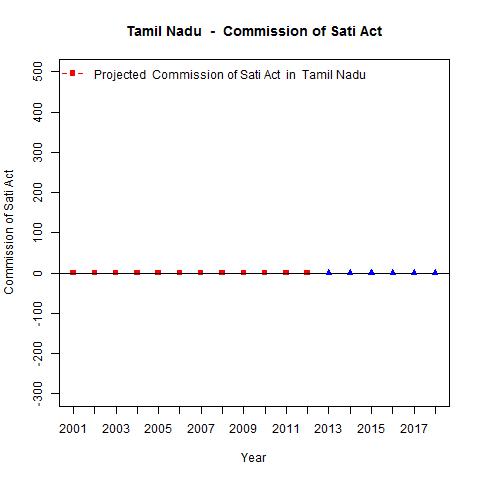 Tamil Nadu - Commission of Sati Act
Projected Commission of Sati Act in Tamil Nadu
500
400
300
200
100
0
-100
-200
-300
Commission of Sati Act
2001 2003 2005 2007 2009 2011 2013 2015 2017
Year